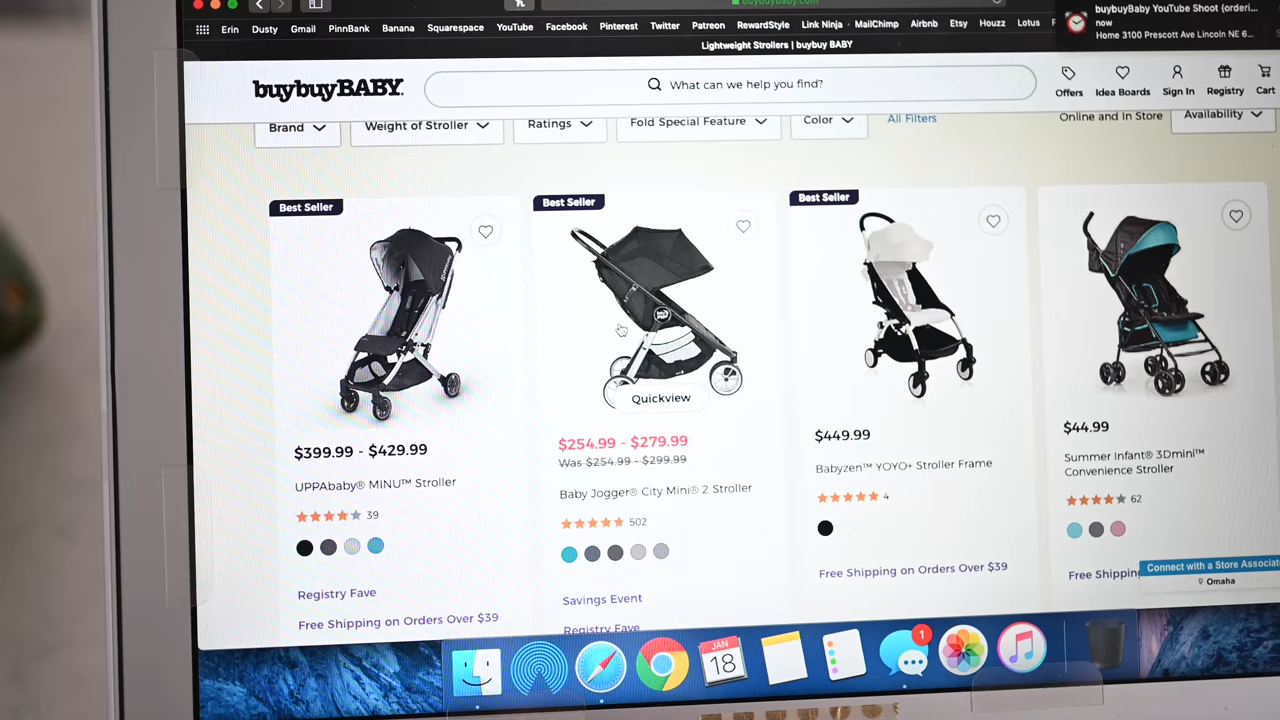 buybuybaby.com
buybuyBaby YouTube Shoot (orderi...
now
Home 3100 Prescott Ave Lincoln NE 6...
Erin Dusty Gmail PinnBank Banana Squarespace YouTube Facebook Pinterest Twitter Patreon RewardStyle Link Ninja MailChimp Airbnb Etsy Houzz Lotus F
Lightweight Strollers | buybuy BABY
buybuyBABY. What can we help you find? Offers Idea Boards Sign In Registry Cart
Brand Weight of Stroller Ratings Fold Special Feature Color All Filters Online and In Store Availability
Best Seller
Best Seller
Best Seller
Quickview
$399.99 - $429.99
UPPAbaby® MINU™ Stroller
39
Registry Fave
Free Shipping on Orders Over $39
$254.99 - $279.99
Was $254.99 - $299.99
Baby Jogger® City Mini® 2 Stroller
502
Savings Event
Registry Fave
$449.99
Babyzen™ YOYO+ Stroller Frame
4
Free Shipping on Orders Over $39
$44.99
Summer Infant® 3Dmini™
Convenience Stroller
62
Free Shipping
Connect with a Store Associat
Omaha
JAN
18
1